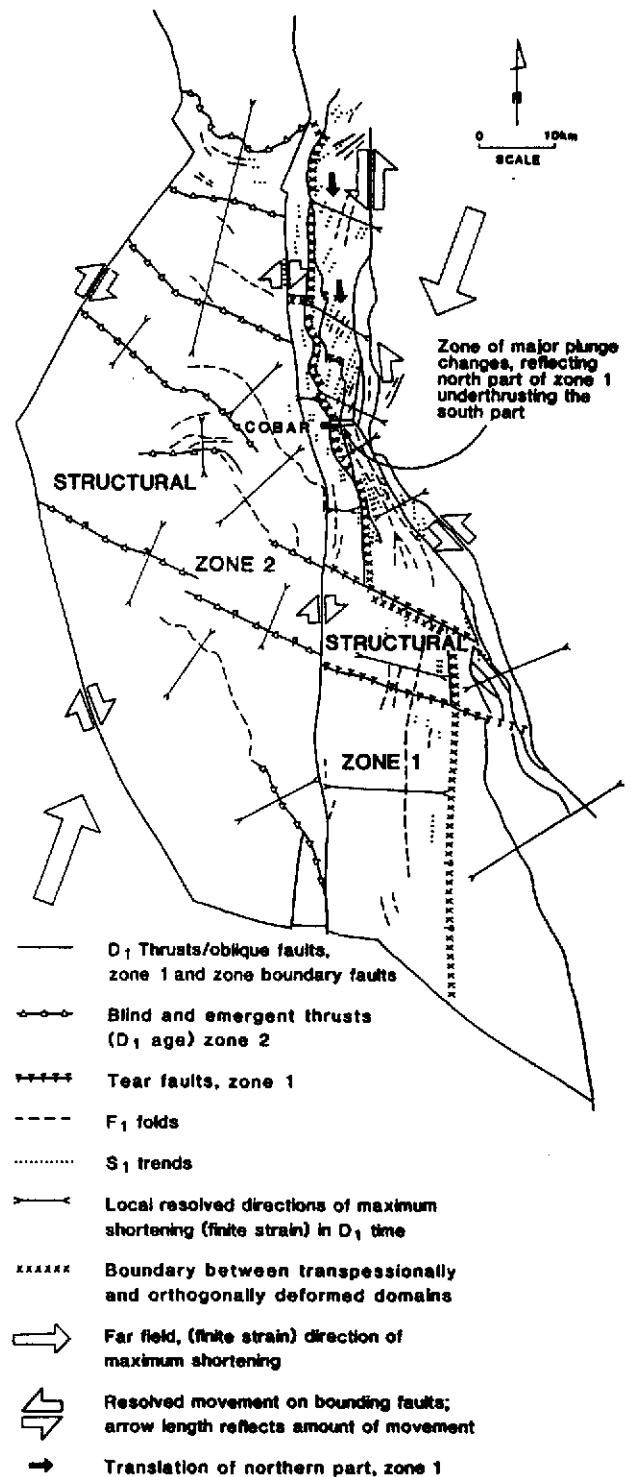 N
0 10km
SCALE
Zone of major plunge
changes, reflecting
north part of zone 1
underthrusting the
south part
COBAR
STRUCTURAL
ZONE 2
STRUCTURAL
ZONE 1
D1 Thrusts/oblique faults,
zone 1 and zone boundary faults
Blind and emergent thrusts
(D1 age) zone 2
Tear faults, zone 1
F1 folds
S1 trends
Local resolved directions of maximum
shortening (finite strain) in D1 time
Boundary between transpessionally
and orthogonally deformed domains
Far field, (finite strain) direction of
maximum shortening
Resolved movement on bounding faults;
arrow length reflects amount of movement
Translation of northern part, zone 1